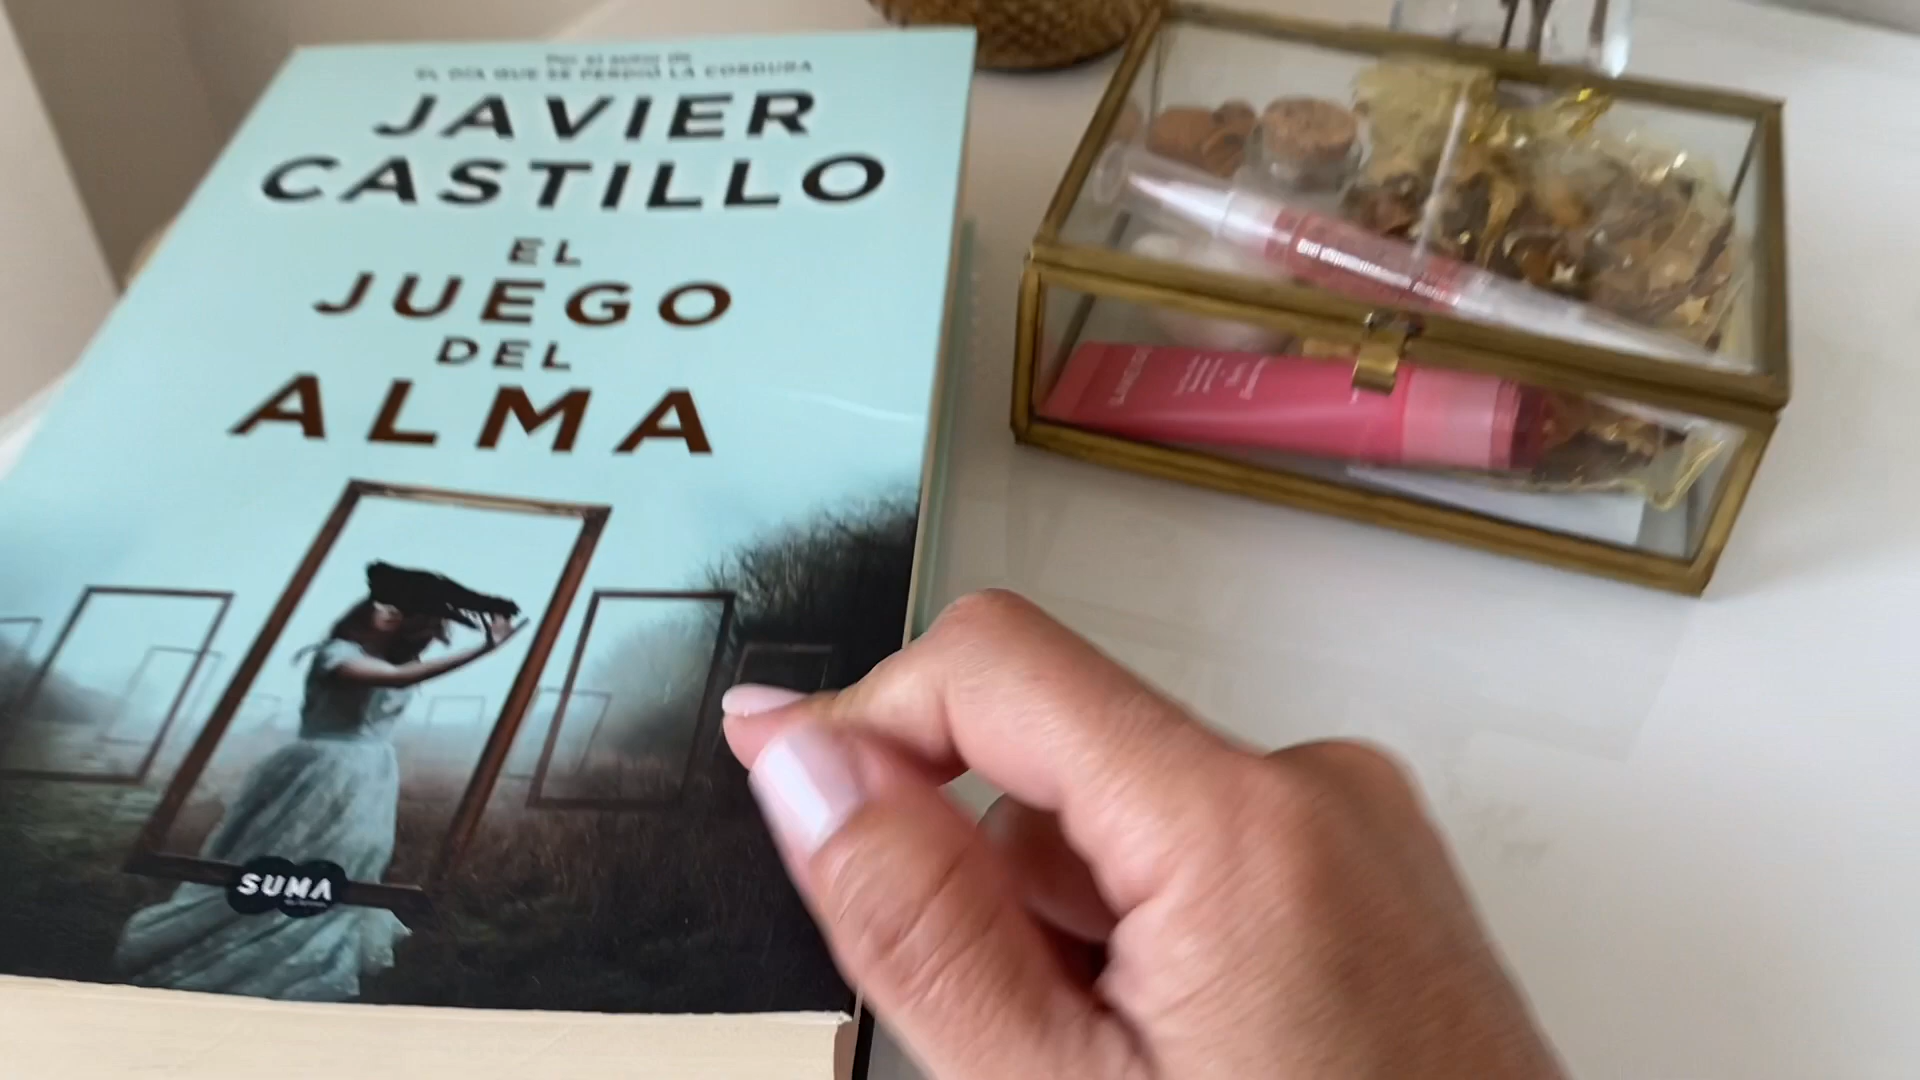 Por el autor de
EL DÍA QUE SE PERDIÓ LA CORDURA
JAVIER
CASTILLO
EL
JUEGO
DEL
ALMA
SUMA